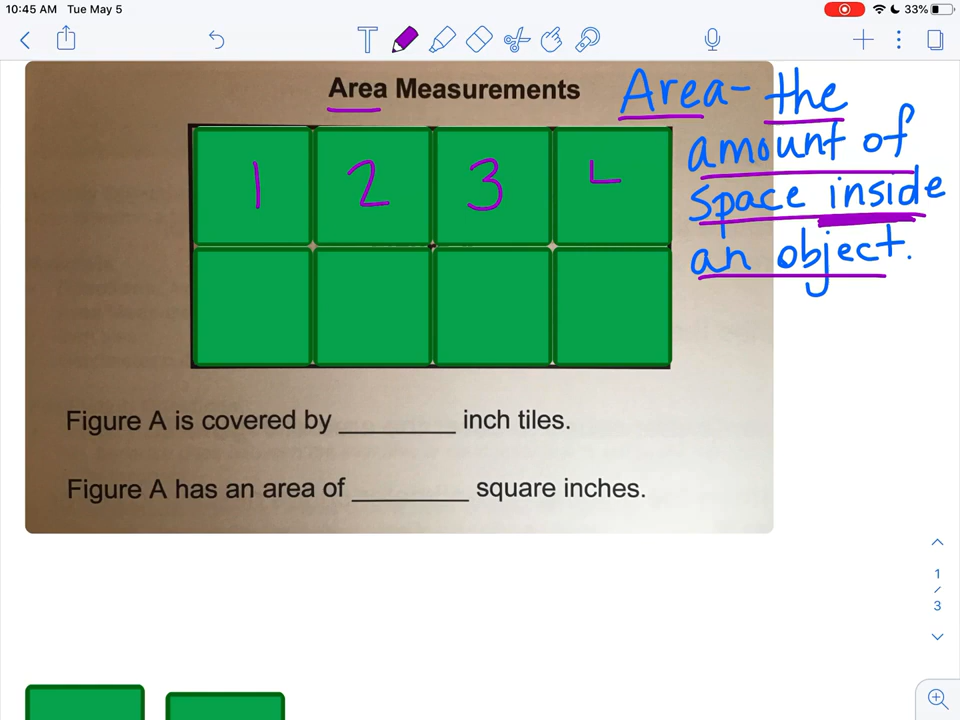 10:45 AM Tue May 5
33%
Area Measurements
Area- the
amount of
space inside
an object.
1 2 3
Figure A is covered by ________ inch tiles.
Figure A has an area of ________ square inches.
1
/
3